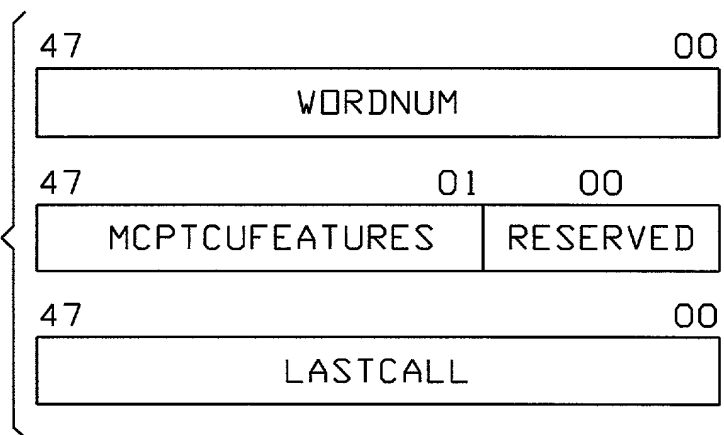 47 00
WORDNUM
47 01 00
MCPTCUFEATURES RESERVED
47 00
LASTCALL